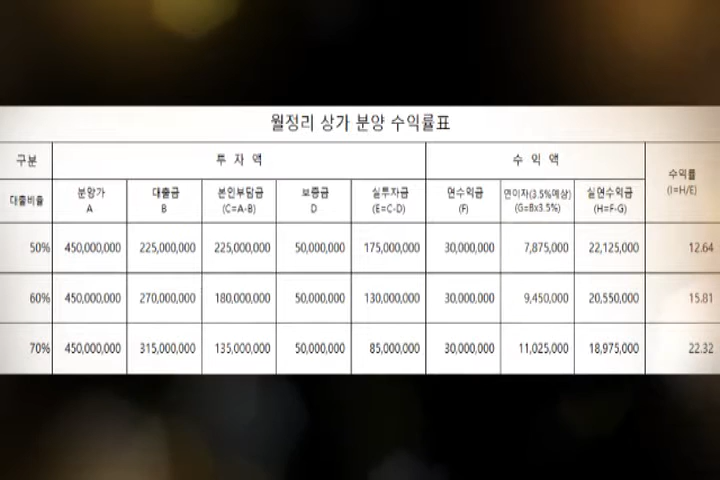 월정리 상가 분양 수익률표
구분 투 자 액 수 익 액 수익률
(I=H/E)
대출비율 분양가 대출금 본인부담금 보증금 실투자금 연수익금 연이자(3.5%예상) 실연수익금
A B (C=A-B) D (E=C-D) (F) (G=Bx3.5%) (H=F-G)
50% 450,000,000 225,000,000 225,000,000 50,000,000 175,000,000 30,000,000 7,875,000 22,125,000 12.64
60% 450,000,000 270,000,000 180,000,000 50,000,000 130,000,000 30,000,000 9,450,000 20,550,000 15.81
70% 450,000,000 315,000,000 135,000,000 50,000,000 85,000,000 30,000,000 11,025,000 18,975,000 22.32